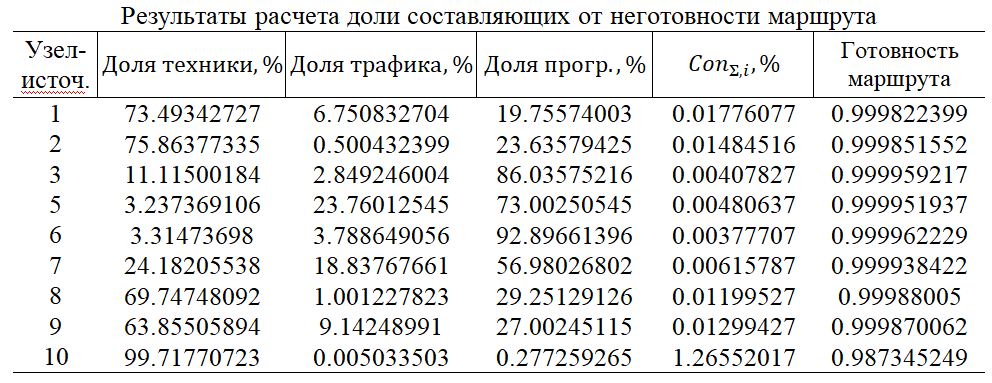 Результаты расчета доли составляющих от неготовности маршрута
Узел-источ. Доля техники, % Доля трафика, % Доля прогр., % Con_Σ,i, % Готовность маршрута
1 73.49342727 6.750832704 19.75574003 0.01776077 0.999822399
2 75.86377335 0.500432399 23.63579425 0.01484516 0.999851552
3 11.11500184 2.849246004 86.03575216 0.00407827 0.999959217
5 3.237369106 23.76012545 73.00250545 0.00480637 0.999951937
6 3.31473698 3.788649056 92.89661396 0.00377707 0.999962229
7 24.18205538 18.83767661 56.98026802 0.00615787 0.999938422
8 69.74748092 1.001227823 29.25129126 0.01199527 0.99988005
9 63.85505894 9.14248991 27.00245115 0.01299427 0.999870062
10 99.71770723 0.005033503 0.277259265 1.26552017 0.987345249